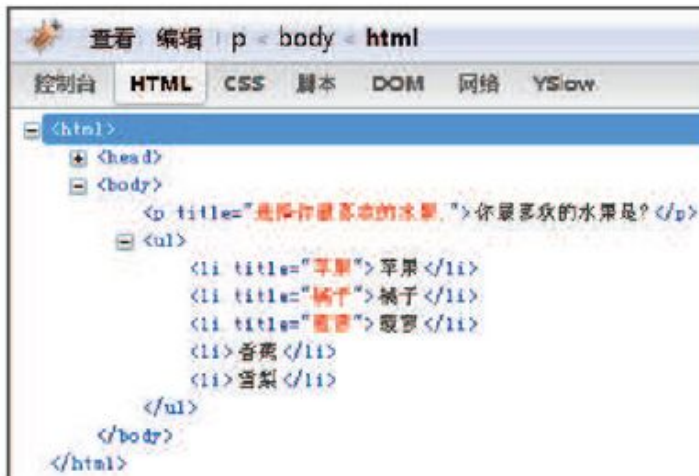 查看 编辑 p < body < html
控制台 HTML CSS 脚本 DOM 网络 YSlow
<html>
<head>
<body>
<p title="选择你最喜欢的水果.">你最喜欢的水果是?</p>
<ul>
<li title="苹果">苹果</li>
<li title="橘子">橘子</li>
<li title="菠萝">菠萝</li>
<li>香蕉</li>
<li>雪梨</li>
</ul>
</body>
</html>